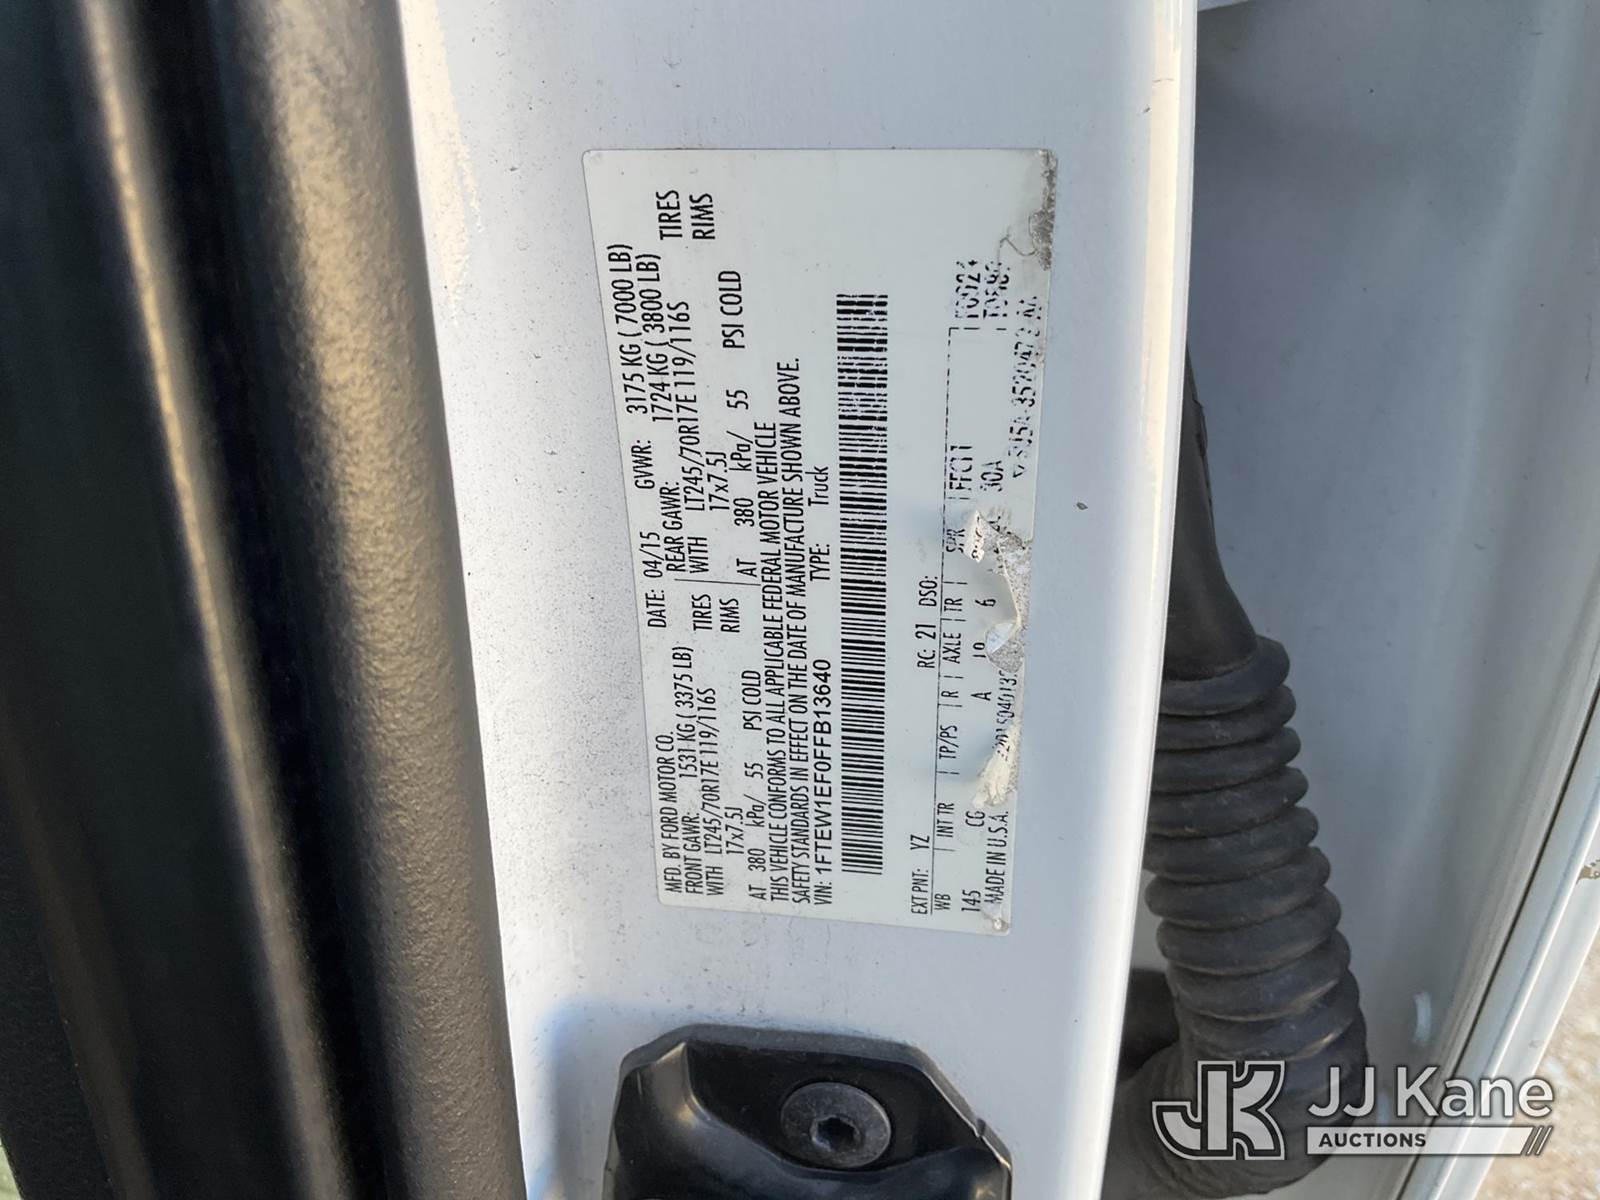 MFD. BY FORD MOTOR CO.
DATE: 04/15 GVWR: 3175 KG ( 7000 LB)
FRONT GAWR: 1531 KG ( 3375 LB) REAR GAWR: 1724 KG ( 3800 LB)
WITH LT245/70R17E 119/116S TIRES WITH LT245/70R17E 119/116S TIRES
17x7.5J RIMS 17x7.5J RIMS
AT 380 kPa/ 55 PSI COLD AT 380 kPa/ 55 PSI COLD
THIS VEHICLE CONFORMS TO ALL APPLICABLE FEDERAL MOTOR VEHICLE
SAFETY STANDARDS IN EFFECT ON THE DATE OF MANUFACTURE SHOWN ABOVE.
VIN: 1FTEW1EF0FFB13640 TYPE: Truck
EXT PNT: YZ RC: 21 DSO:
WB INT TR TP/PS R AXLE TR SPR
145 CG A 6
MADE IN U.S.A.
JK JJ Kane
AUCTIONS